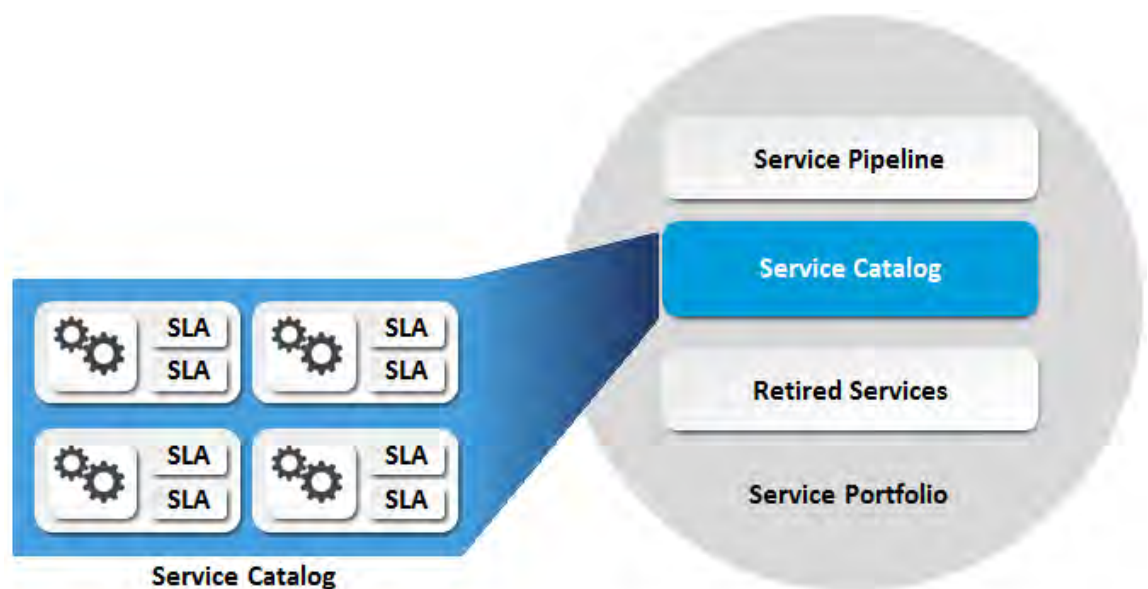 Service Pipeline
Service Catalog
Retired Services
Service Portfolio
SLA
SLA
SLA
SLA
SLA
SLA
SLA
SLA
Service Catalog